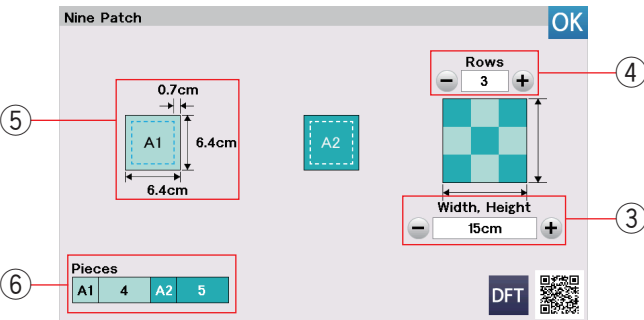 Nine Patch
OK
Rows
3
④
⑤
0.7cm
A1
6.4cm
6.4cm
A2
Width, Height
15cm
③
⑥
Pieces
A1 4 A2 5
DFT